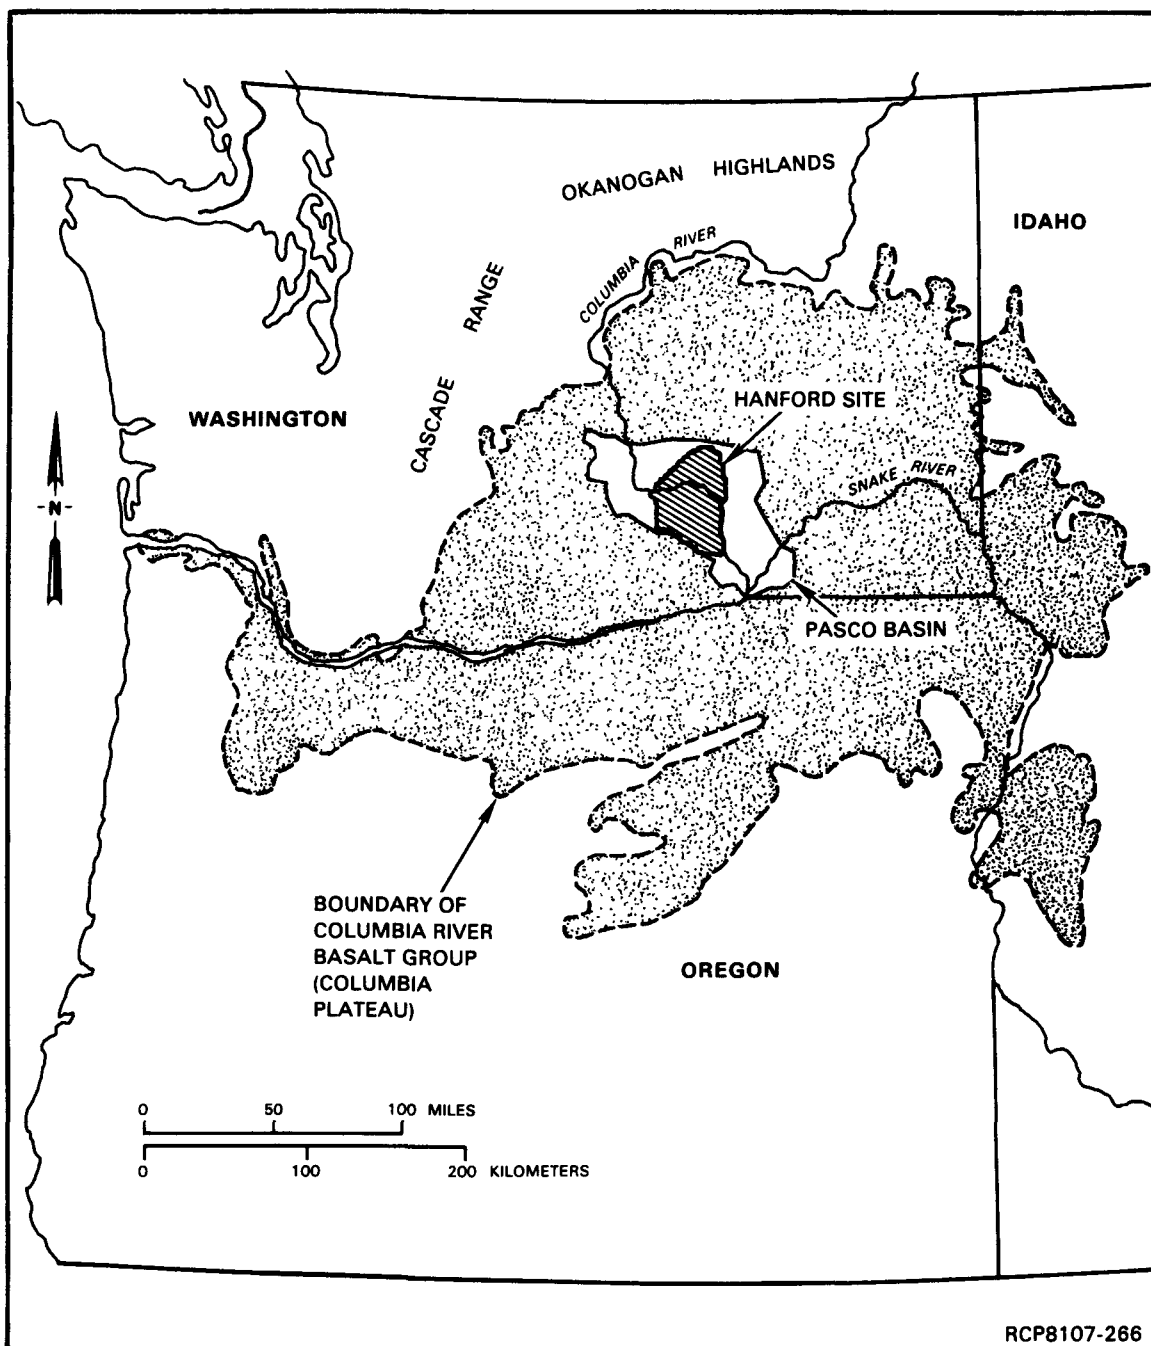 OKANOGAN HIGHLANDS
IDAHO
COLUMBIA RIVER
CASCADE RANGE
HANFORD SITE
WASHINGTON
SNAKE RIVER
-N-
PASCO BASIN
BOUNDARY OF
COLUMBIA RIVER
BASALT GROUP
(COLUMBIA
PLATEAU)
OREGON
0 50 100 MILES
0 100 200 KILOMETERS
RCP8107-266